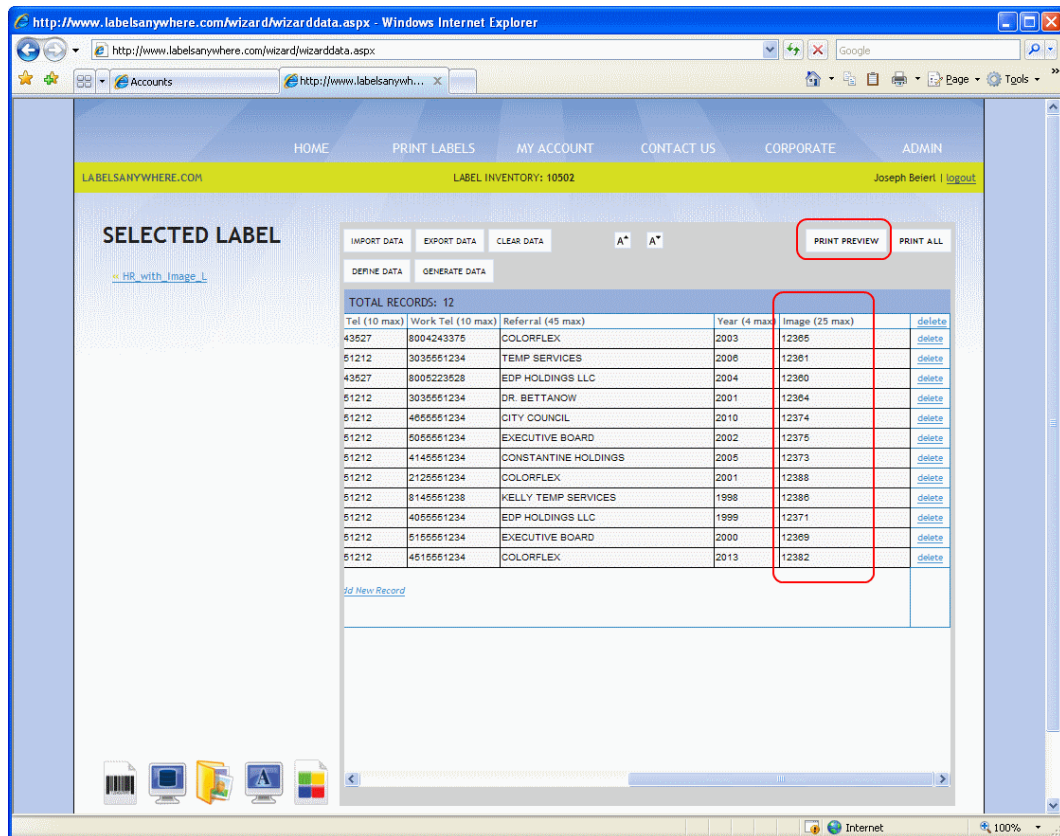 http://www.labelsanywhere.com/wizard/wizarddata.aspx - Windows Internet Explorer
http://www.labelsanywhere.com/wizard/wizarddata.aspx Google
Accounts http://www.labelsanywh... Page Tools
HOME PRINT LABELS MY ACCOUNT CONTACT US CORPORATE ADMIN
LABELSANYWHERE.COM LABEL INVENTORY: 10502 Joseph Beierl | logout
SELECTED LABEL
« HR_with_Image_L
IMPORT DATA EXPORT DATA CLEAR DATA A A PRINT PREVIEW PRINT ALL
DEFINE DATA GENERATE DATA
TOTAL RECORDS: 12
Tel (10 max) Work Tel (10 max) Referral (45 max) Year (4 max) Image (25 max) delete
43527 8004243375 COLORFLEX 2003 12365 delete
51212 3035551234 TEMP SERVICES 2006 12361 delete
43527 8005223528 EDP HOLDINGS LLC 2004 12360 delete
51212 3035551234 DR. BETTANOW 2001 12364 delete
51212 4655551234 CITY COUNCIL 2010 12374 delete
51212 5055551234 EXECUTIVE BOARD 2002 12375 delete
51212 4145551234 CONSTANTINE HOLDINGS 2005 12373 delete
51212 2125551234 COLORFLEX 2001 12388 delete
51212 8145551238 KELLY TEMP SERVICES 1998 12386 delete
51212 4055551234 EDP HOLDINGS LLC 1999 12371 delete
51212 5155551234 EXECUTIVE BOARD 2000 12369 delete
51212 4515551234 COLORFLEX 2013 12382 delete
dd New Record
A
Internet 100%